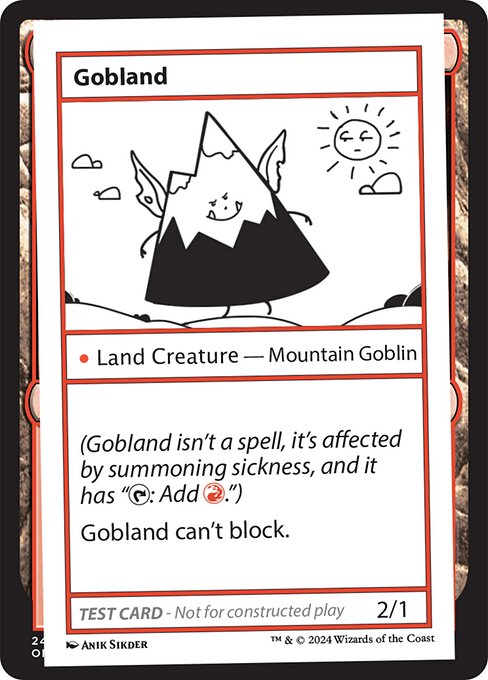 Gobland
• Land Creature — Mountain Goblin
(Gobland isn't a spell, it's affected
by summoning sickness, and it
has “: Add .”)
Gobland can't block.
TEST CARD - Not for constructed play 2/1
24
Anik Sikder ™ & © 2024 Wizards of the Coast